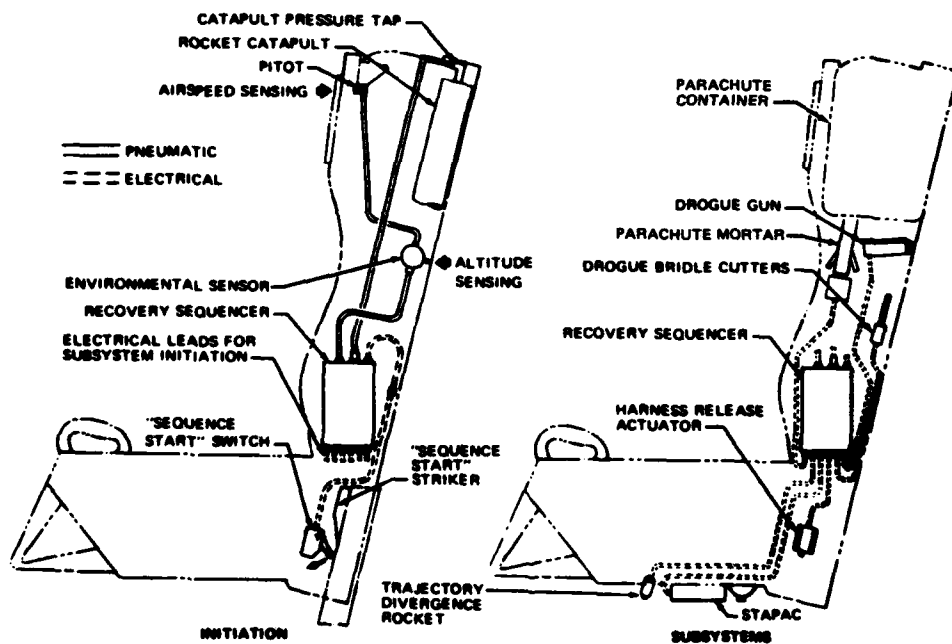 CATAPULT PRESSURE TAP
ROCKET CATAPULT
PITOT
AIRSPEED SENSING
PNEUMATIC
ELECTRICAL
ENVIRONMENTAL SENSOR
ALTITUDE
SENSING
RECOVERY SEQUENCER
ELECTRICAL LEADS FOR
SUBSYSTEM INITIATION
"SEQUENCE
START" SWITCH
"SEQUENCE
START"
STRIKER
INITIATION
PARACHUTE
CONTAINER
DROGUE GUN
PARACHUTE MORTAR
DROGUE BRIDLE CUTTERS
RECOVERY SEQUENCER
HARNESS RELEASE
ACTUATOR
TRAJECTORY
DIVERGENCE
ROCKET
STAPAC
SUBSYSTEMS